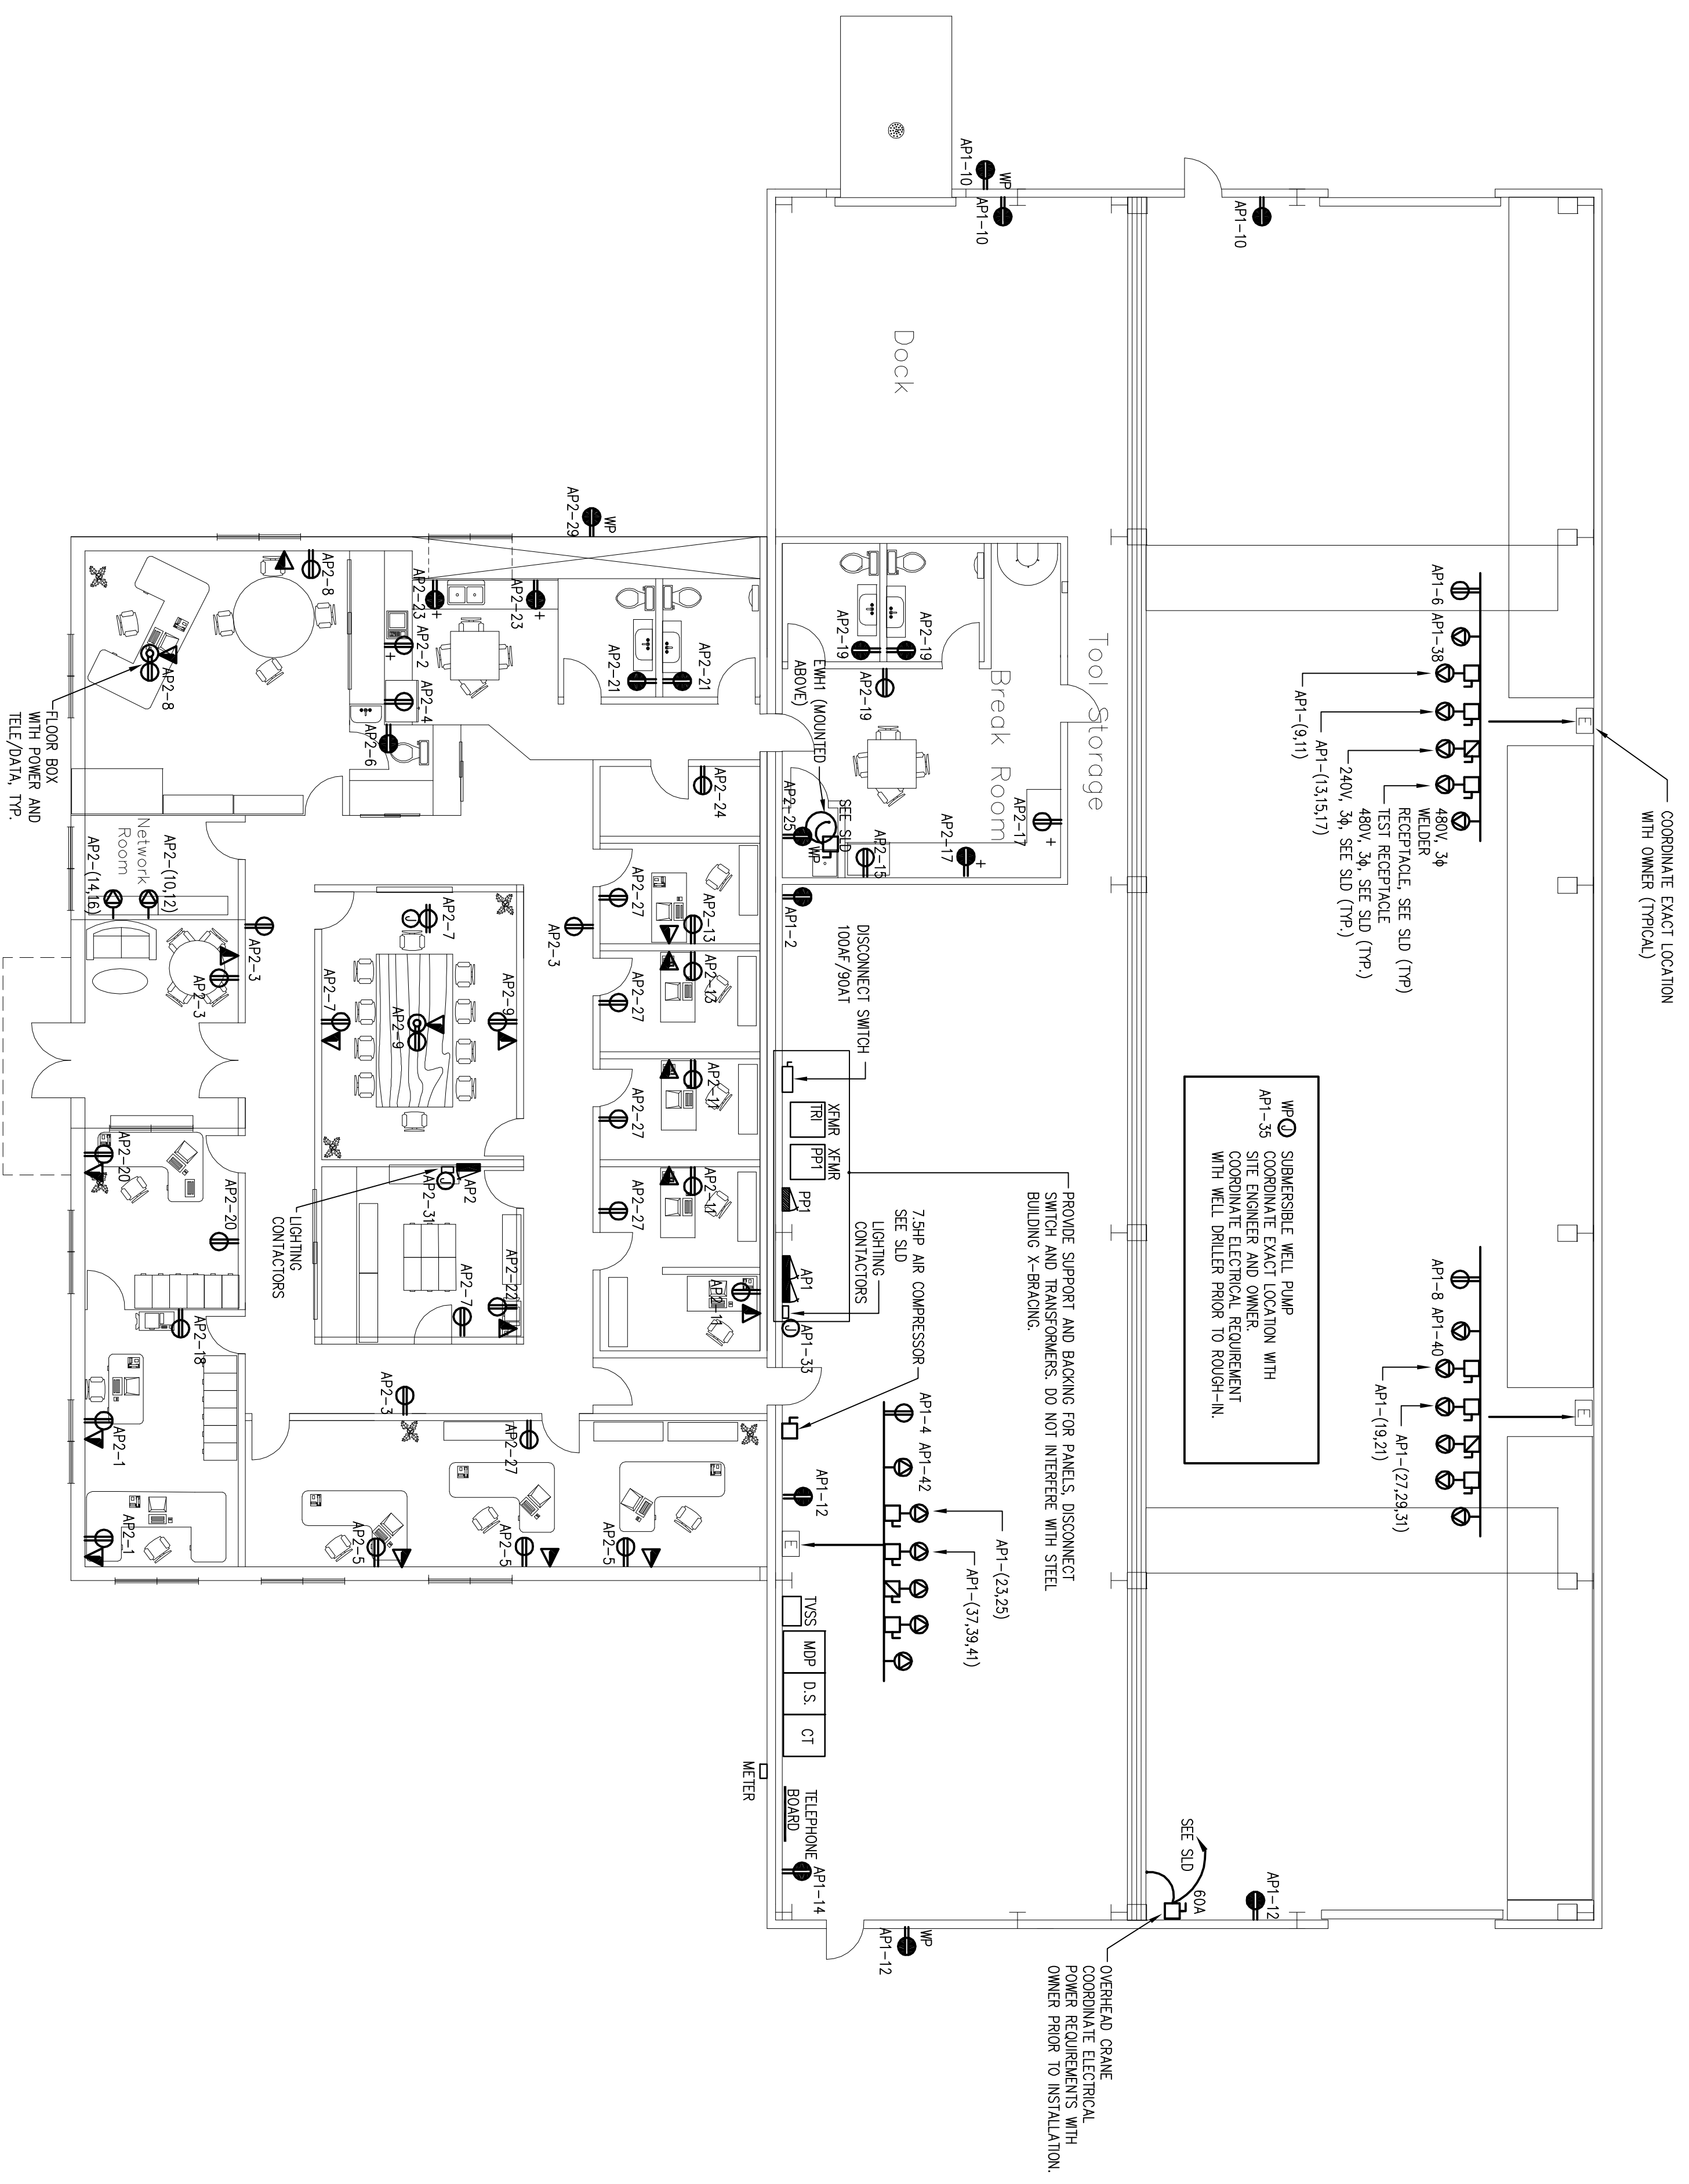 COORDINATE EXACT LOCATION
WITH OWNER (TYPICAL)
E
E
AP1-6
AP1-38
AP1-(9,11)
AP1-(13,15,17)
240V, 3ϕ, SEE SLD (TYP.)
480V, 3ϕ, SEE SLD (TYP.)
TEST RECEPTACLE
RECEPTACLE, SEE SLD (TYP)
WELDER
480V, 3ϕ
AP1-8
AP1-40
AP1-(19,21)
AP1-(27,29,31)
WP J
AP1-35
SUBMERSIBLE WELL PUMP
COORDINATE EXACT LOCATION WITH
SITE ENGINEER AND OWNER.
COORDINATE ELECTRICAL REQUIREMENT
WITH WELL DRILLER PRIOR TO ROUGH-IN.
AP1-10
AP1-12
60A
SEE SLD
OVERHEAD CRANE
COORDINATE ELECTRICAL
POWER REQUIREMENTS WITH
OWNER PRIOR TO INSTALLATION.
WP
AP1-10
AP1-10
Dock
Tool Storage
Break Room
AP2-17
AP2-17
AP2-19
AP2-19
AP2-19
EWH1 (MOUNTED
ABOVE)
SEE SLD
AP2-25
WP
AP2-15
AP1-2
DISCONNECT SWITCH
100AF/90AT
XFMR
TR1
XFMR
PP1
PP1
AP1
PROVIDE SUPPORT AND BACKING FOR PANELS, DISCONNECT
SWITCH AND TRANSFORMERS. DO NOT INTERFERE WITH STEEL
BUILDING X-BRACING.
LIGHTING
CONTACTORS
7.5HP AIR COMPRESSOR
SEE SLD
J
AP1-33
AP1-4
AP1-42
AP1-(23,25)
AP1-(37,39,41)
AP1-12
E
TVSS
MDP
D.S.
CT
METER
TELEPHONE
BOARD
AP1-14
WP
AP1-12
WP
AP2-29
AP2-21
AP2-21
AP2-23
AP2-23
AP2-2
AP2-4
AP2-6
AP2-8
AP2-8
FLOOR BOX
WITH POWER AND
TELE/DATA, TYP.
AP2-24
AP2-27
AP2-13
AP2-13
AP2-27
AP2-11
AP2-27
AP2-11
AP2-27
AP2-11
AP2-3
AP2-7
J
AP2-9
AP2-9
AP2-7
AP2
J
AP2-31
LIGHTING
CONTACTORS
AP2-22
AP2-7
AP2-3
AP2-27
AP2-5
AP2-5
AP2-5
Network
Room
AP2-(10,12)
AP2-(14,16)
AP2-3
AP2-3
AP2-20
AP2-20
AP2-18
AP2-1
AP2-1